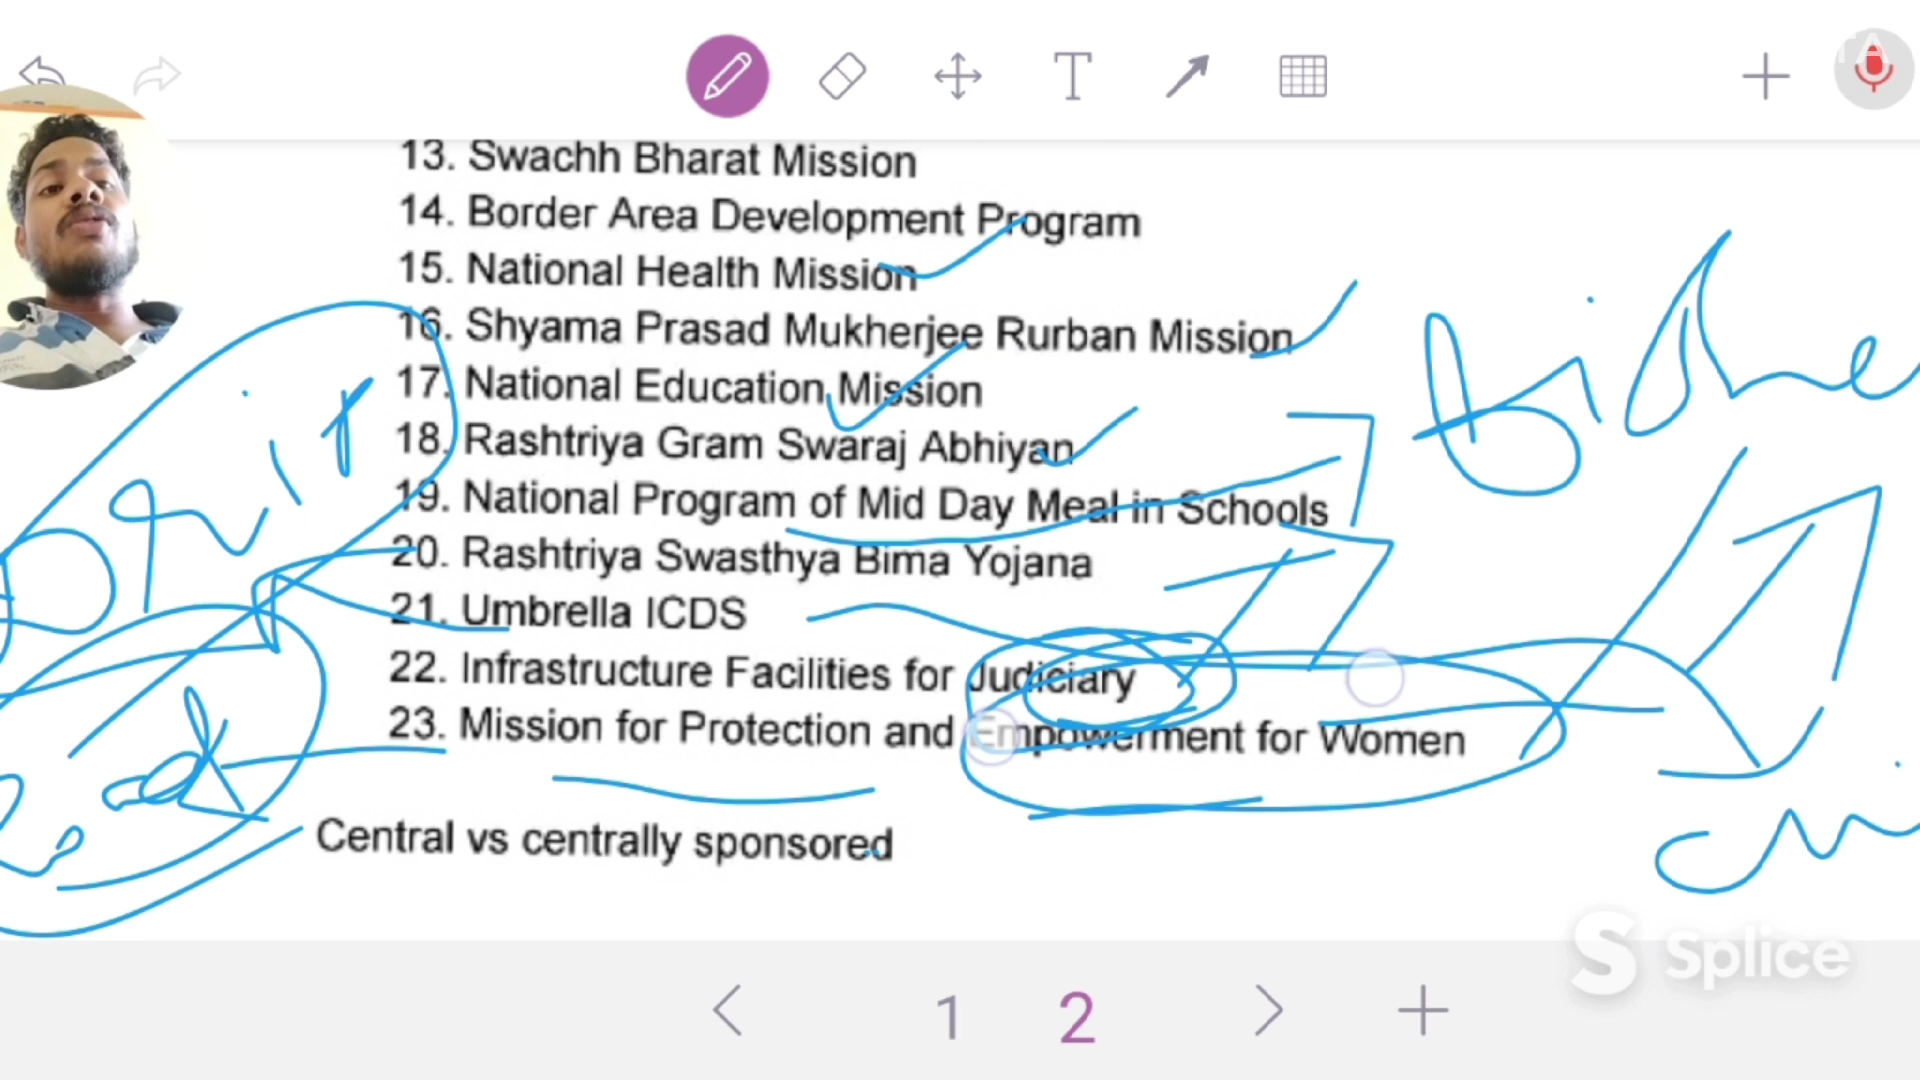 13. Swachh Bharat Mission
14. Border Area Development Program
15. National Health Mission
16. Shyama Prasad Mukherjee Rurban Mission
17. National Education Mission
18. Rashtriya Gram Swaraj Abhiyan
19. National Program of Mid Day Meal in Schools
20. Rashtriya Swasthya Bima Yojana
21. Umbrella ICDS
22. Infrastructure Facilities for Judiciary
23. Mission for Protection and Empowerment for Women
Central vs centrally sponsored
Splice
1 2